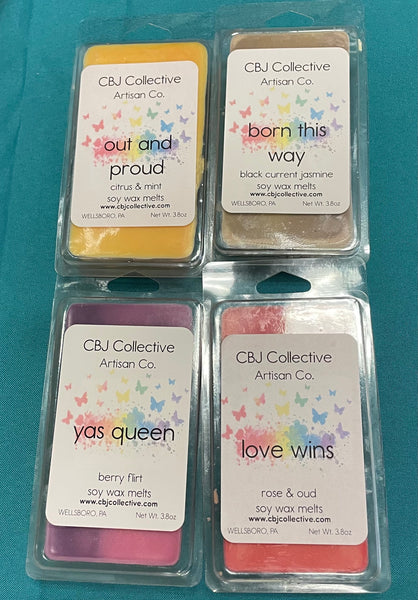 CBJ Collective
Artisan Co.
out and
proud
citrus & mint
soy wax melts
www.cbjcollective.com
WELLSBORO, PA Net Wt. 3.8oz
CBJ Collective
Artisan Co.
born this
way
black current jasmine
soy wax melts
www.cbjcollective.com
WELLSBORO, PA Net Wt. 3.8oz
CBJ Collective
Artisan Co.
yas queen
berry flirt
soy wax melts
www.cbjcollective.com
WELLSBORO, PA Net Wt. 3.8oz
CBJ Collective
Artisan Co.
love wins
rose & oud
soy wax melts
www.cbjcollective.com
WELLSBORO, PA Net Wt. 3.8oz